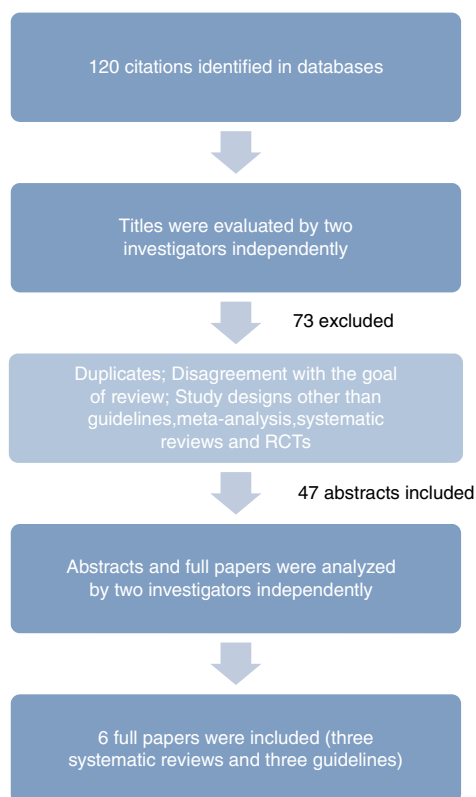 120 citations identified in databases
Titles were evaluated by two
investigators independently
73 excluded
Duplicates; Disagreement with the goal
of review; Study designs other than
guidelines,meta-analysis,systematic
reviews and RCTs
47 abstracts included
Abstracts and full papers were analyzed
by two investigators independently
6 full papers were included (three
systematic reviews and three guidelines)